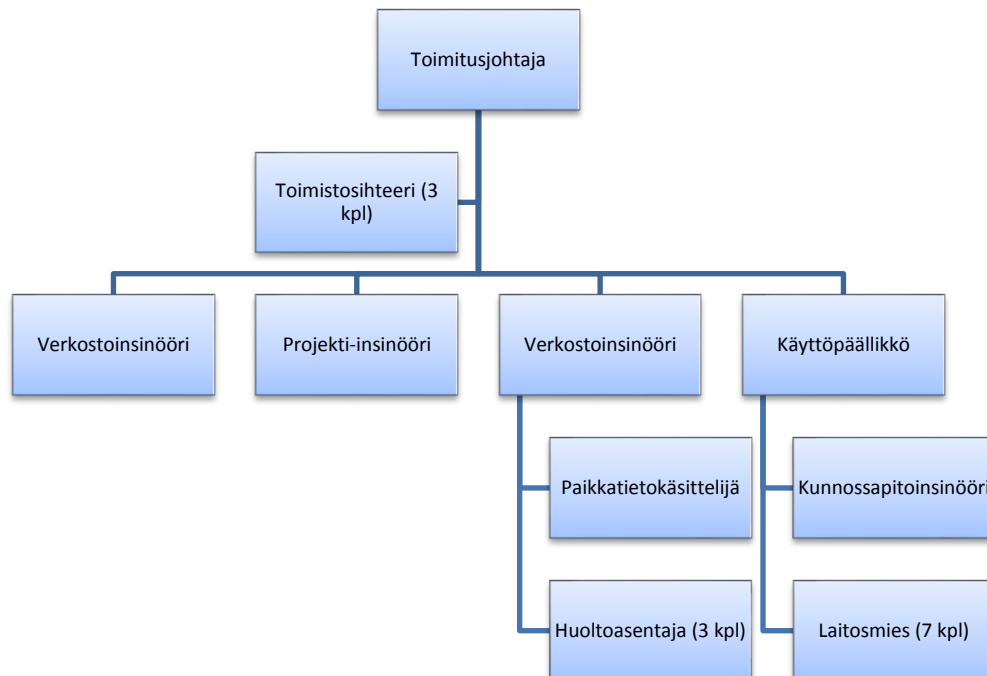 Toimitusjohtaja
Toimistosihteeri (3
kpl)
Verkostoinsinööri
Projekti-insinööri
Verkostoinsinööri
Käyttöpäällikkö
Paikkatietokäsittelijä
Kunnossapitoinsinööri
Huoltoasentaja (3 kpl)
Laitosmies (7 kpl)